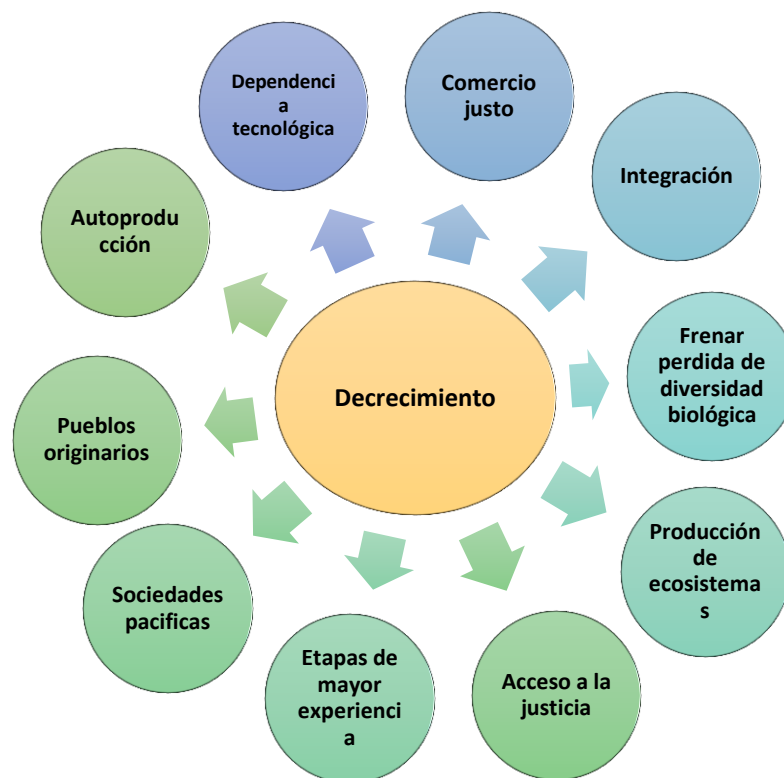 Dependenci
a
tecnológica
Comercio
justo
Integración
Autoprodu
cción
Frenar
perdida de
diversidad
biológica
Decrecimiento
Pueblos
originarios
Producción
de
ecosistema
s
Sociedades
pacificas
Etapas de
mayor
experienci
a
Acceso a la
justicia